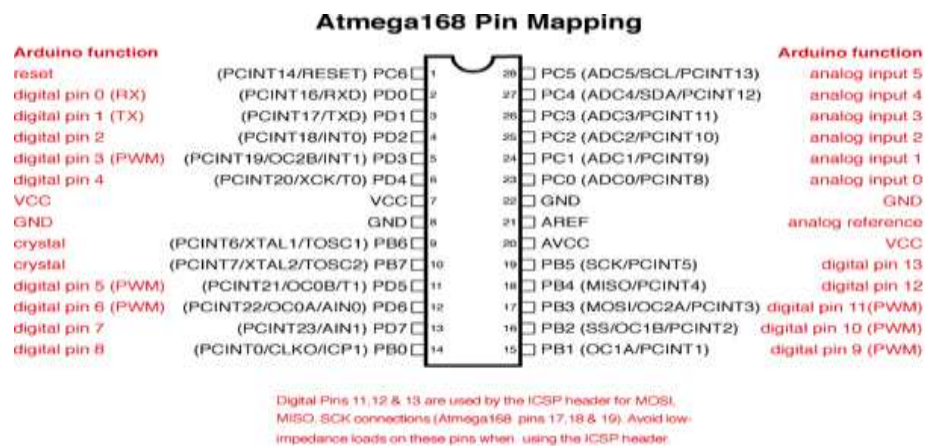 Atmega168 Pin Mapping
Arduino function Arduino function
reset (PCINT14/RESET) PC6 1 28 PC5 (ADC5/SCL/PCINT13) analog input 5
digital pin 0 (RX) (PCINT16/RXD) PD0 2 27 PC4 (ADC4/SDA/PCINT12) analog input 4
digital pin 1 (TX) (PCINT17/TXD) PD1 3 26 PC3 (ADC3/PCINT11) analog input 3
digital pin 2 (PCINT18/INT0) PD2 4 25 PC2 (ADC2/PCINT10) analog input 2
digital pin 3 (PWM) (PCINT19/OC2B/INT1) PD3 5 24 PC1 (ADC1/PCINT9) analog input 1
digital pin 4 (PCINT20/XCK/T0) PD4 6 23 PC0 (ADC0/PCINT8) analog input 0
VCC VCC 7 22 GND GND
GND GND 8 21 AREF analog reference
crystal (PCINT6/XTAL1/TOSC1) PB6 9 20 AVCC VCC
crystal (PCINT7/XTAL2/TOSC2) PB7 10 19 PB5 (SCK/PCINT5) digital pin 13
digital pin 5 (PWM) (PCINT21/OC0B/T1) PD5 11 18 PB4 (MISO/PCINT4) digital pin 12
digital pin 6 (PWM) (PCINT22/OC0A/AIN0) PD6 12 17 PB3 (MOSI/OC2A/PCINT3) digital pin 11(PWM)
digital pin 7 (PCINT23/AIN1) PD7 13 16 PB2 (SS/OC1B/PCINT2) digital pin 10 (PWM)
digital pin 8 (PCINT0/CLKO/ICP1) PB0 14 15 PB1 (OC1A/PCINT1) digital pin 9 (PWM)
Digital Pins 11,12 & 13 are used by the ICSP header for MOSI,
MISO, SCK connections (Atmega168 pins 17,18 & 19). Avoid low-
impedance loads on these pins when using the ICSP header.